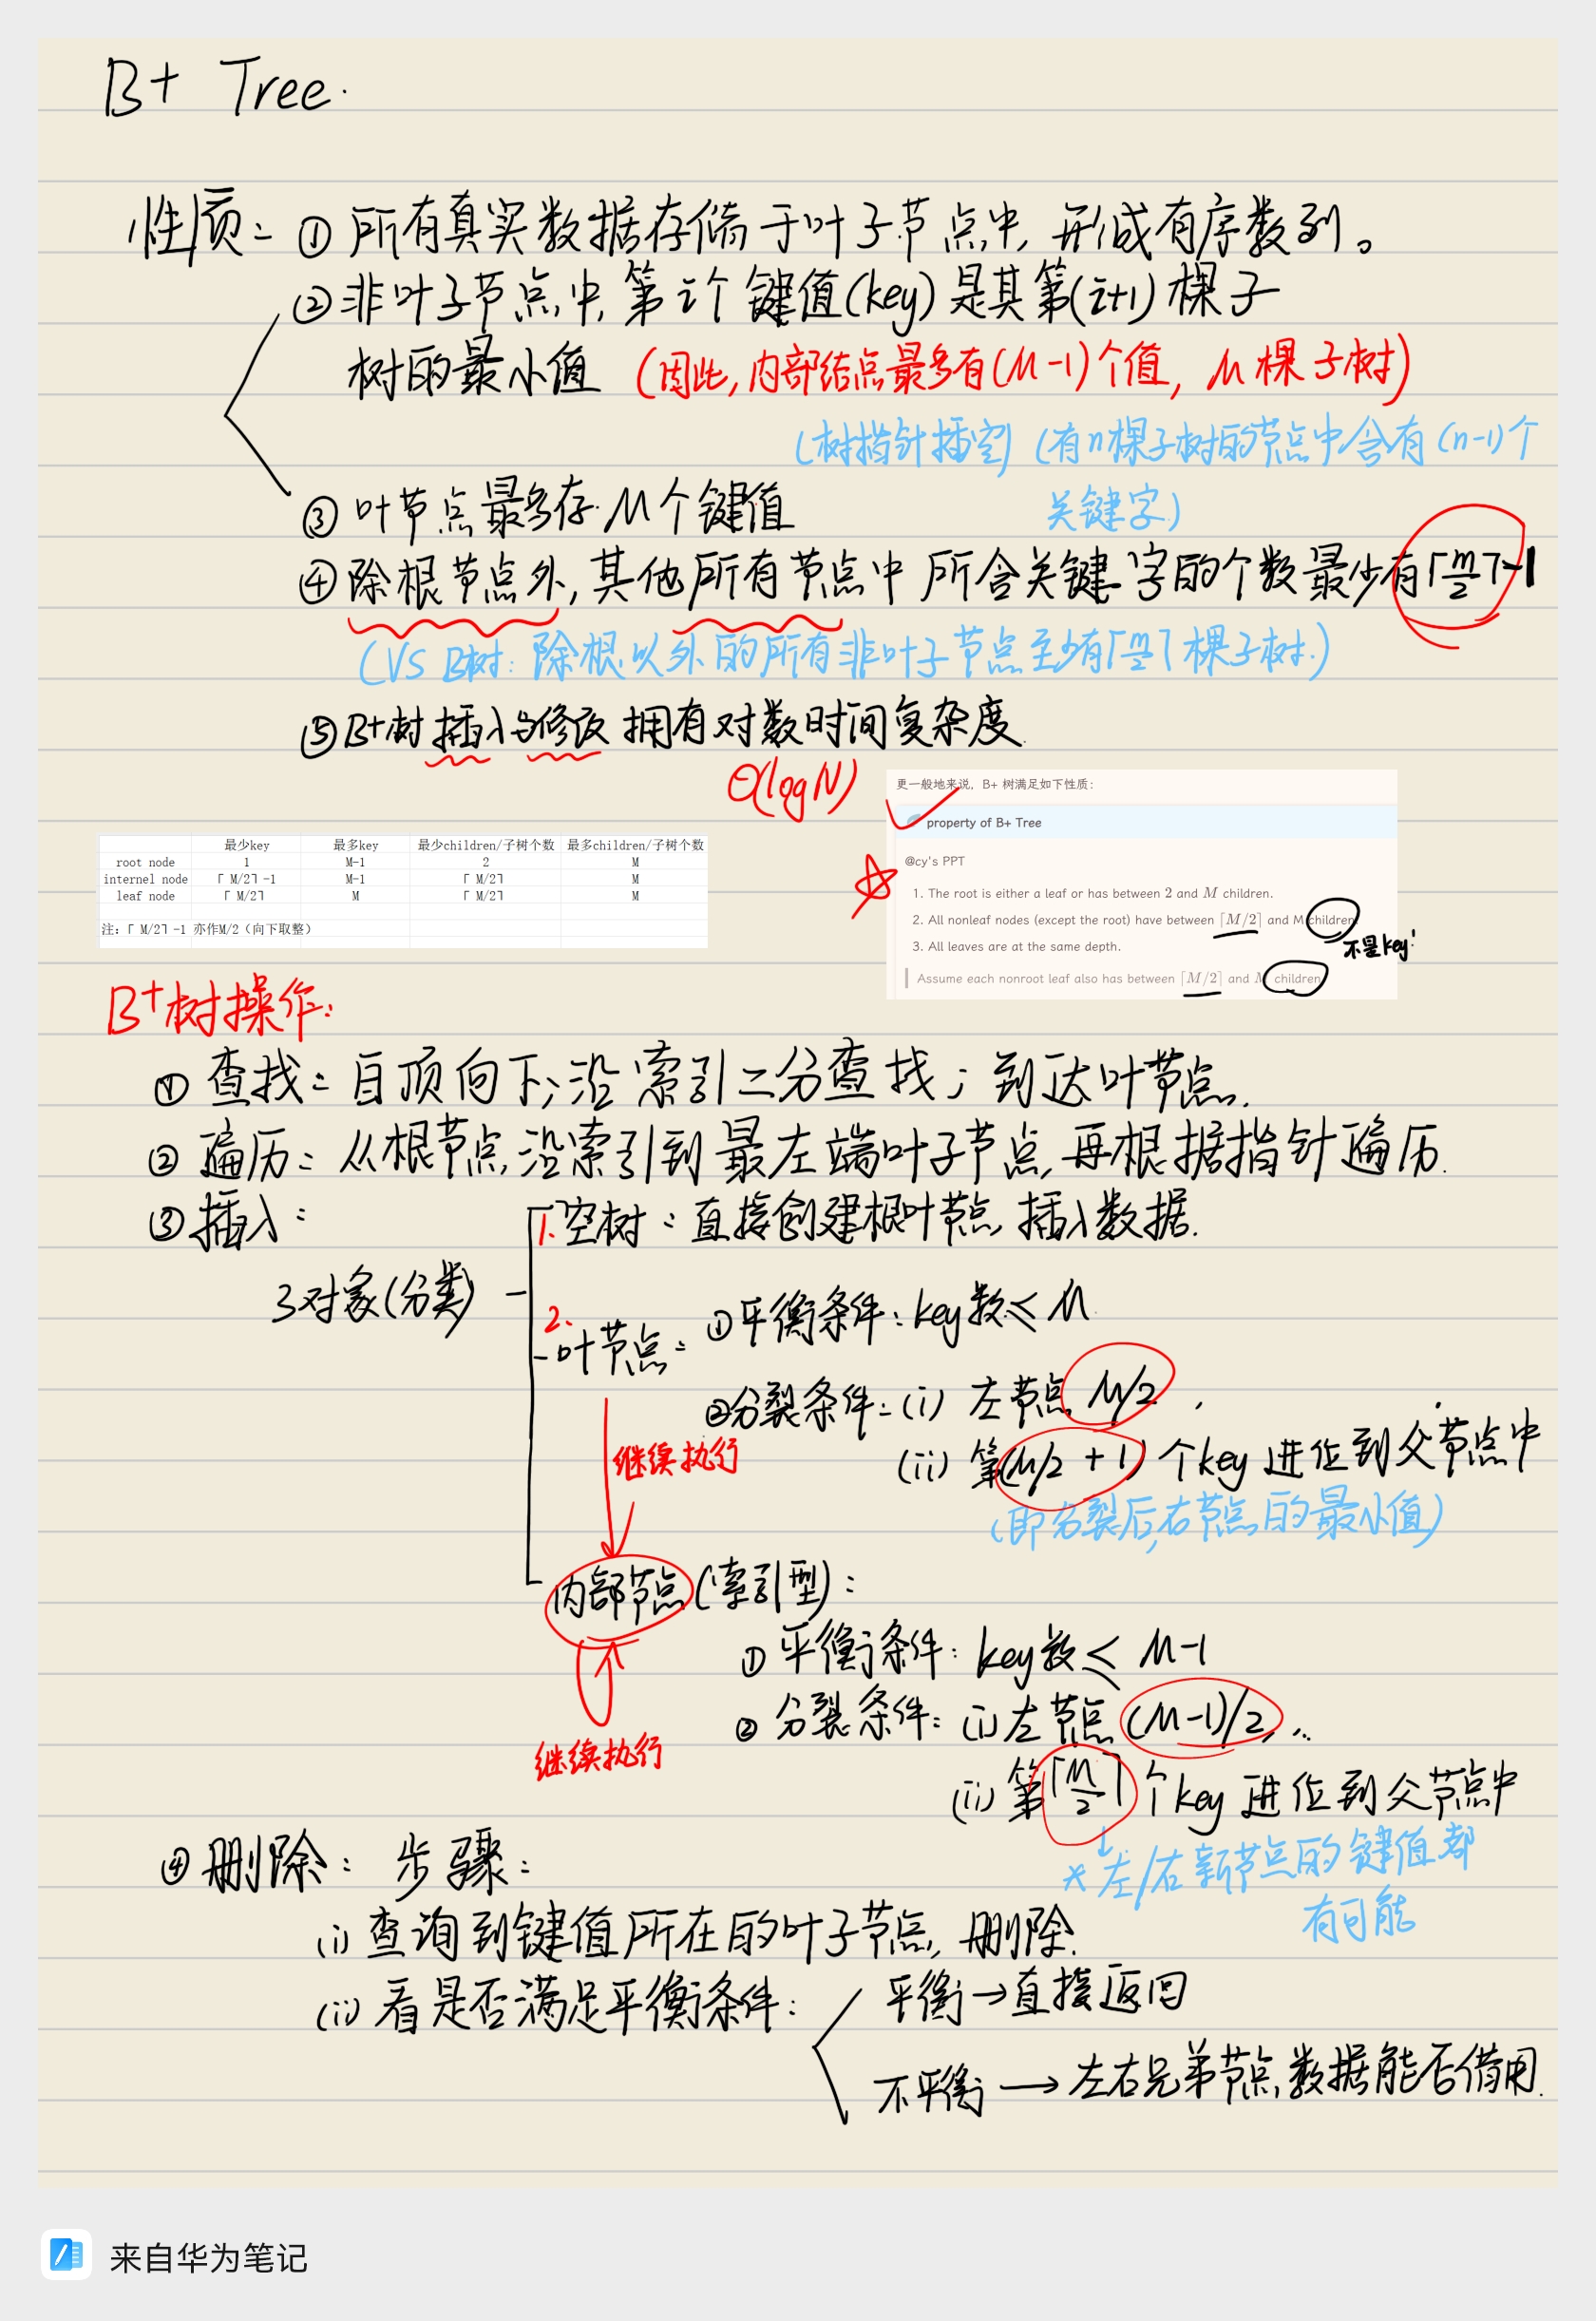 B+ Tree.
性质: ① 所有真实数据存储于叶子节点中, 形成有序数列。
② 非叶子节点中, 第 i 个 键值(key) 是其第(i+1) 棵子
树的最小值 (因此, 内部结点最多有(M-1)个值, M 棵子树)
(树指针插空) (有n棵子树的节点中含有(n-1)个
关键字)
③ 叶节点最多存 M个键值
④ 除根节点外, 其他所有节点中 所含关键字的个数最少有⌈m/2⌉-1
(VS B树: 除根以外的所有非叶子节点至少有⌈m/2⌉棵子树.)
⑤ B+树 插入与修改 拥有对数时间复杂度.
O(logN)
更一般地来说，B+ 树满足如下性质：
property of B+ Tree
@cy's PPT
1. The root is either a leaf or has between 2 and M children.
2. All nonleaf nodes (except the root) have between ⌈M/2⌉ and M children
不是key!
3. All leaves are at the same depth.
Assume each nonroot leaf also has between ⌈M/2⌉ and M children
最少key 最多key 最少children/子树个数 最多children/子树个数
root node 1 M-1 2 M
internel node 「 M/2⌉ -1 M-1 「 M/2⌉ M
leaf node 「 M/2⌉ M 「 M/2⌉ M
注:「 M/2⌉ -1 亦作M/2（向下取整）
B+树操作:
① 查找: 自顶向下; 沿索引二分查找; 到达叶节点.
② 遍历: 从根节点, 沿索引到最左端叶子节点, 再根据指针遍历.
③ 插入:
3对象(分类)
1. 空树: 直接创建根叶节点, 插入数据.
2. 叶节点: ①平衡条件: key数≤M.
②分裂条件: (i) 左节点 M/2 ,
(ii) 第(M/2 + 1) 个key 进位到父节点中
(即分裂后, 右节点的最小值)
继续执行
内部节点 (索引型):
① 平衡条件: key数≤ M-1
② 分裂条件: (i) 左节点 (M-1)/2, ..
(ii) 第⌈M/2⌉个key 进位到父节点中
* 左/右新节点的键值都
有可能
继续执行
④ 删除: 步骤:
(i) 查询到键值所在的叶子节点, 删除.
(ii) 看是否满足平衡条件:
平衡→直接返回
不平衡→左右兄弟节点, 数据能否借用.
来自华为笔记